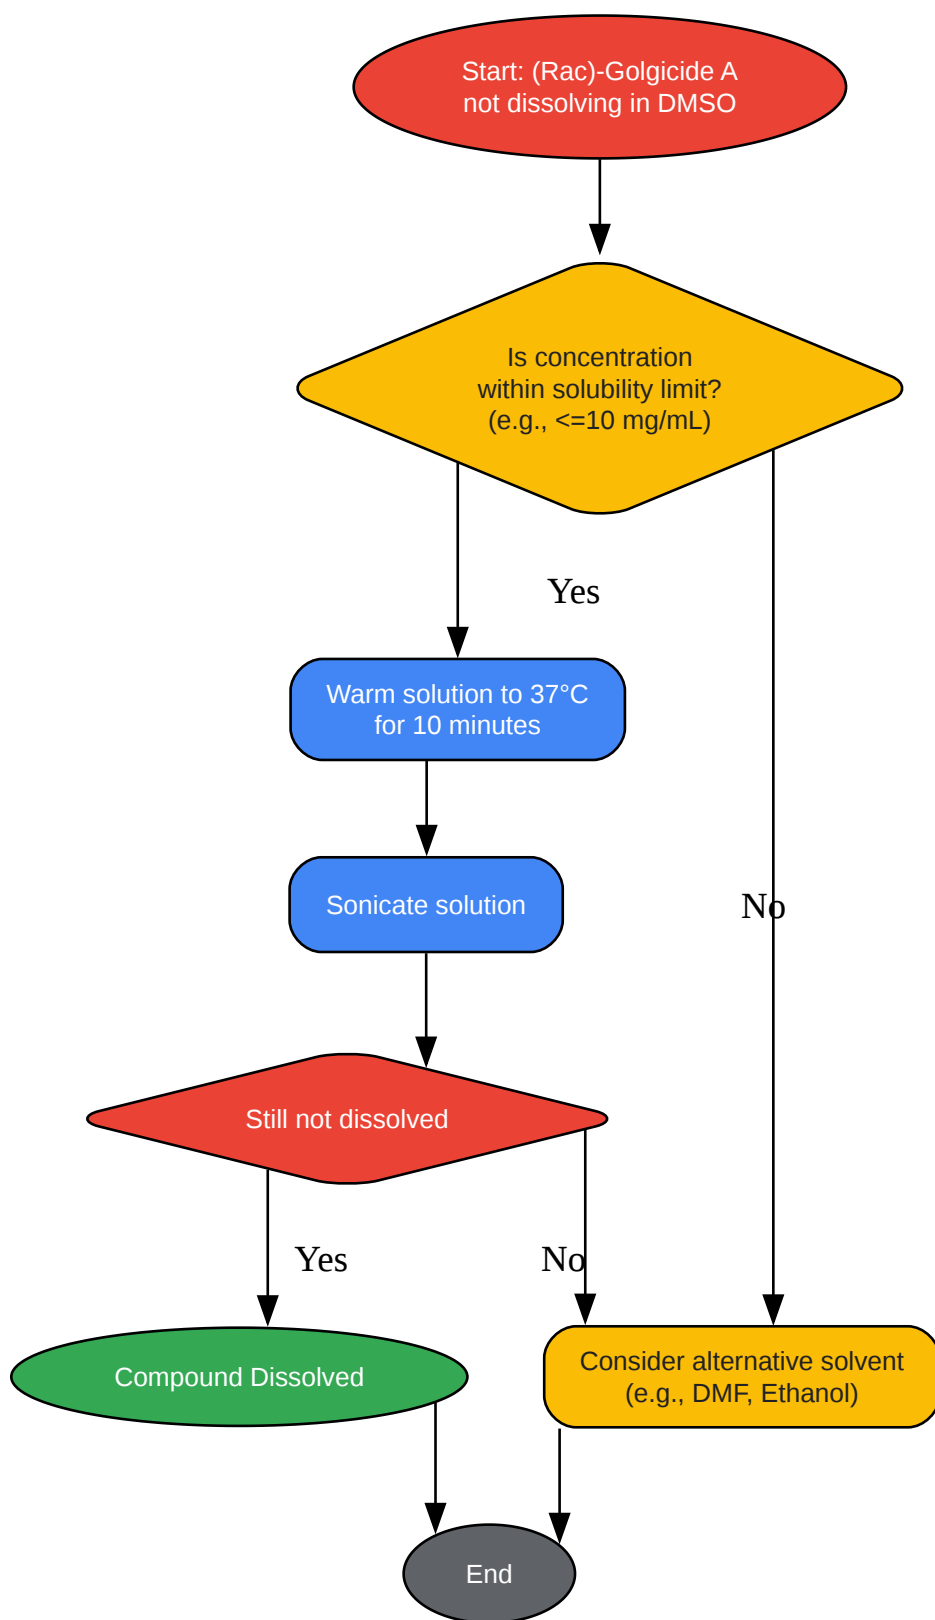 Start: (Rac)-Golgicide A
not dissolving in DMSO
Is concentration
within solubility limit?
(e.g., <=10 mg/mL)
Yes
Warm solution to 37°C
for 10 minutes
Sonicate solution
No
Still not dissolved
Yes
No
Compound Dissolved
Consider alternative solvent
(e.g., DMF, Ethanol)
End